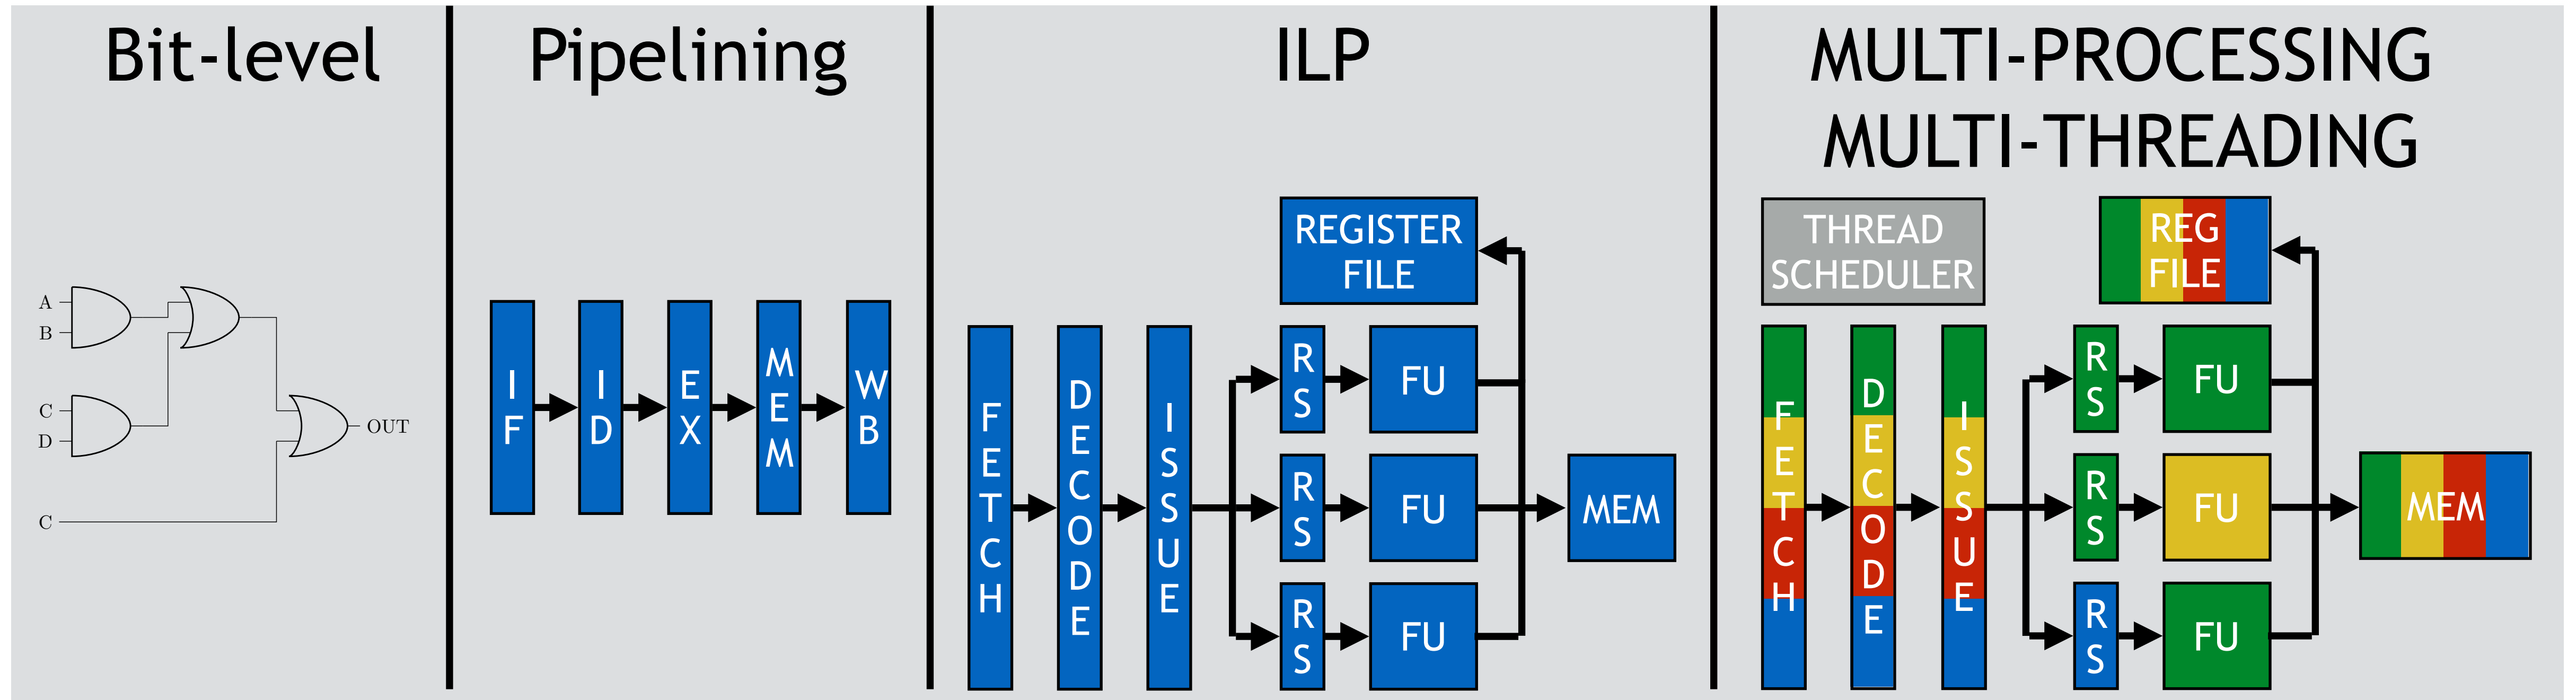 Bit-level
A
B
C
D
C
OUT
Pipelining
IF
ID
EX
MEM
WB
ILP
REGISTER
FILE
FETCH
DECODE
ISSUE
RS
FU
RS
FU
RS
FU
MEM
MULTI-PROCESSING
MULTI-THREADING
THREAD
SCHEDULER
REG
FILE
FETCH
DECODE
ISSUE
RS
FU
RS
FU
RS
FU
MEM